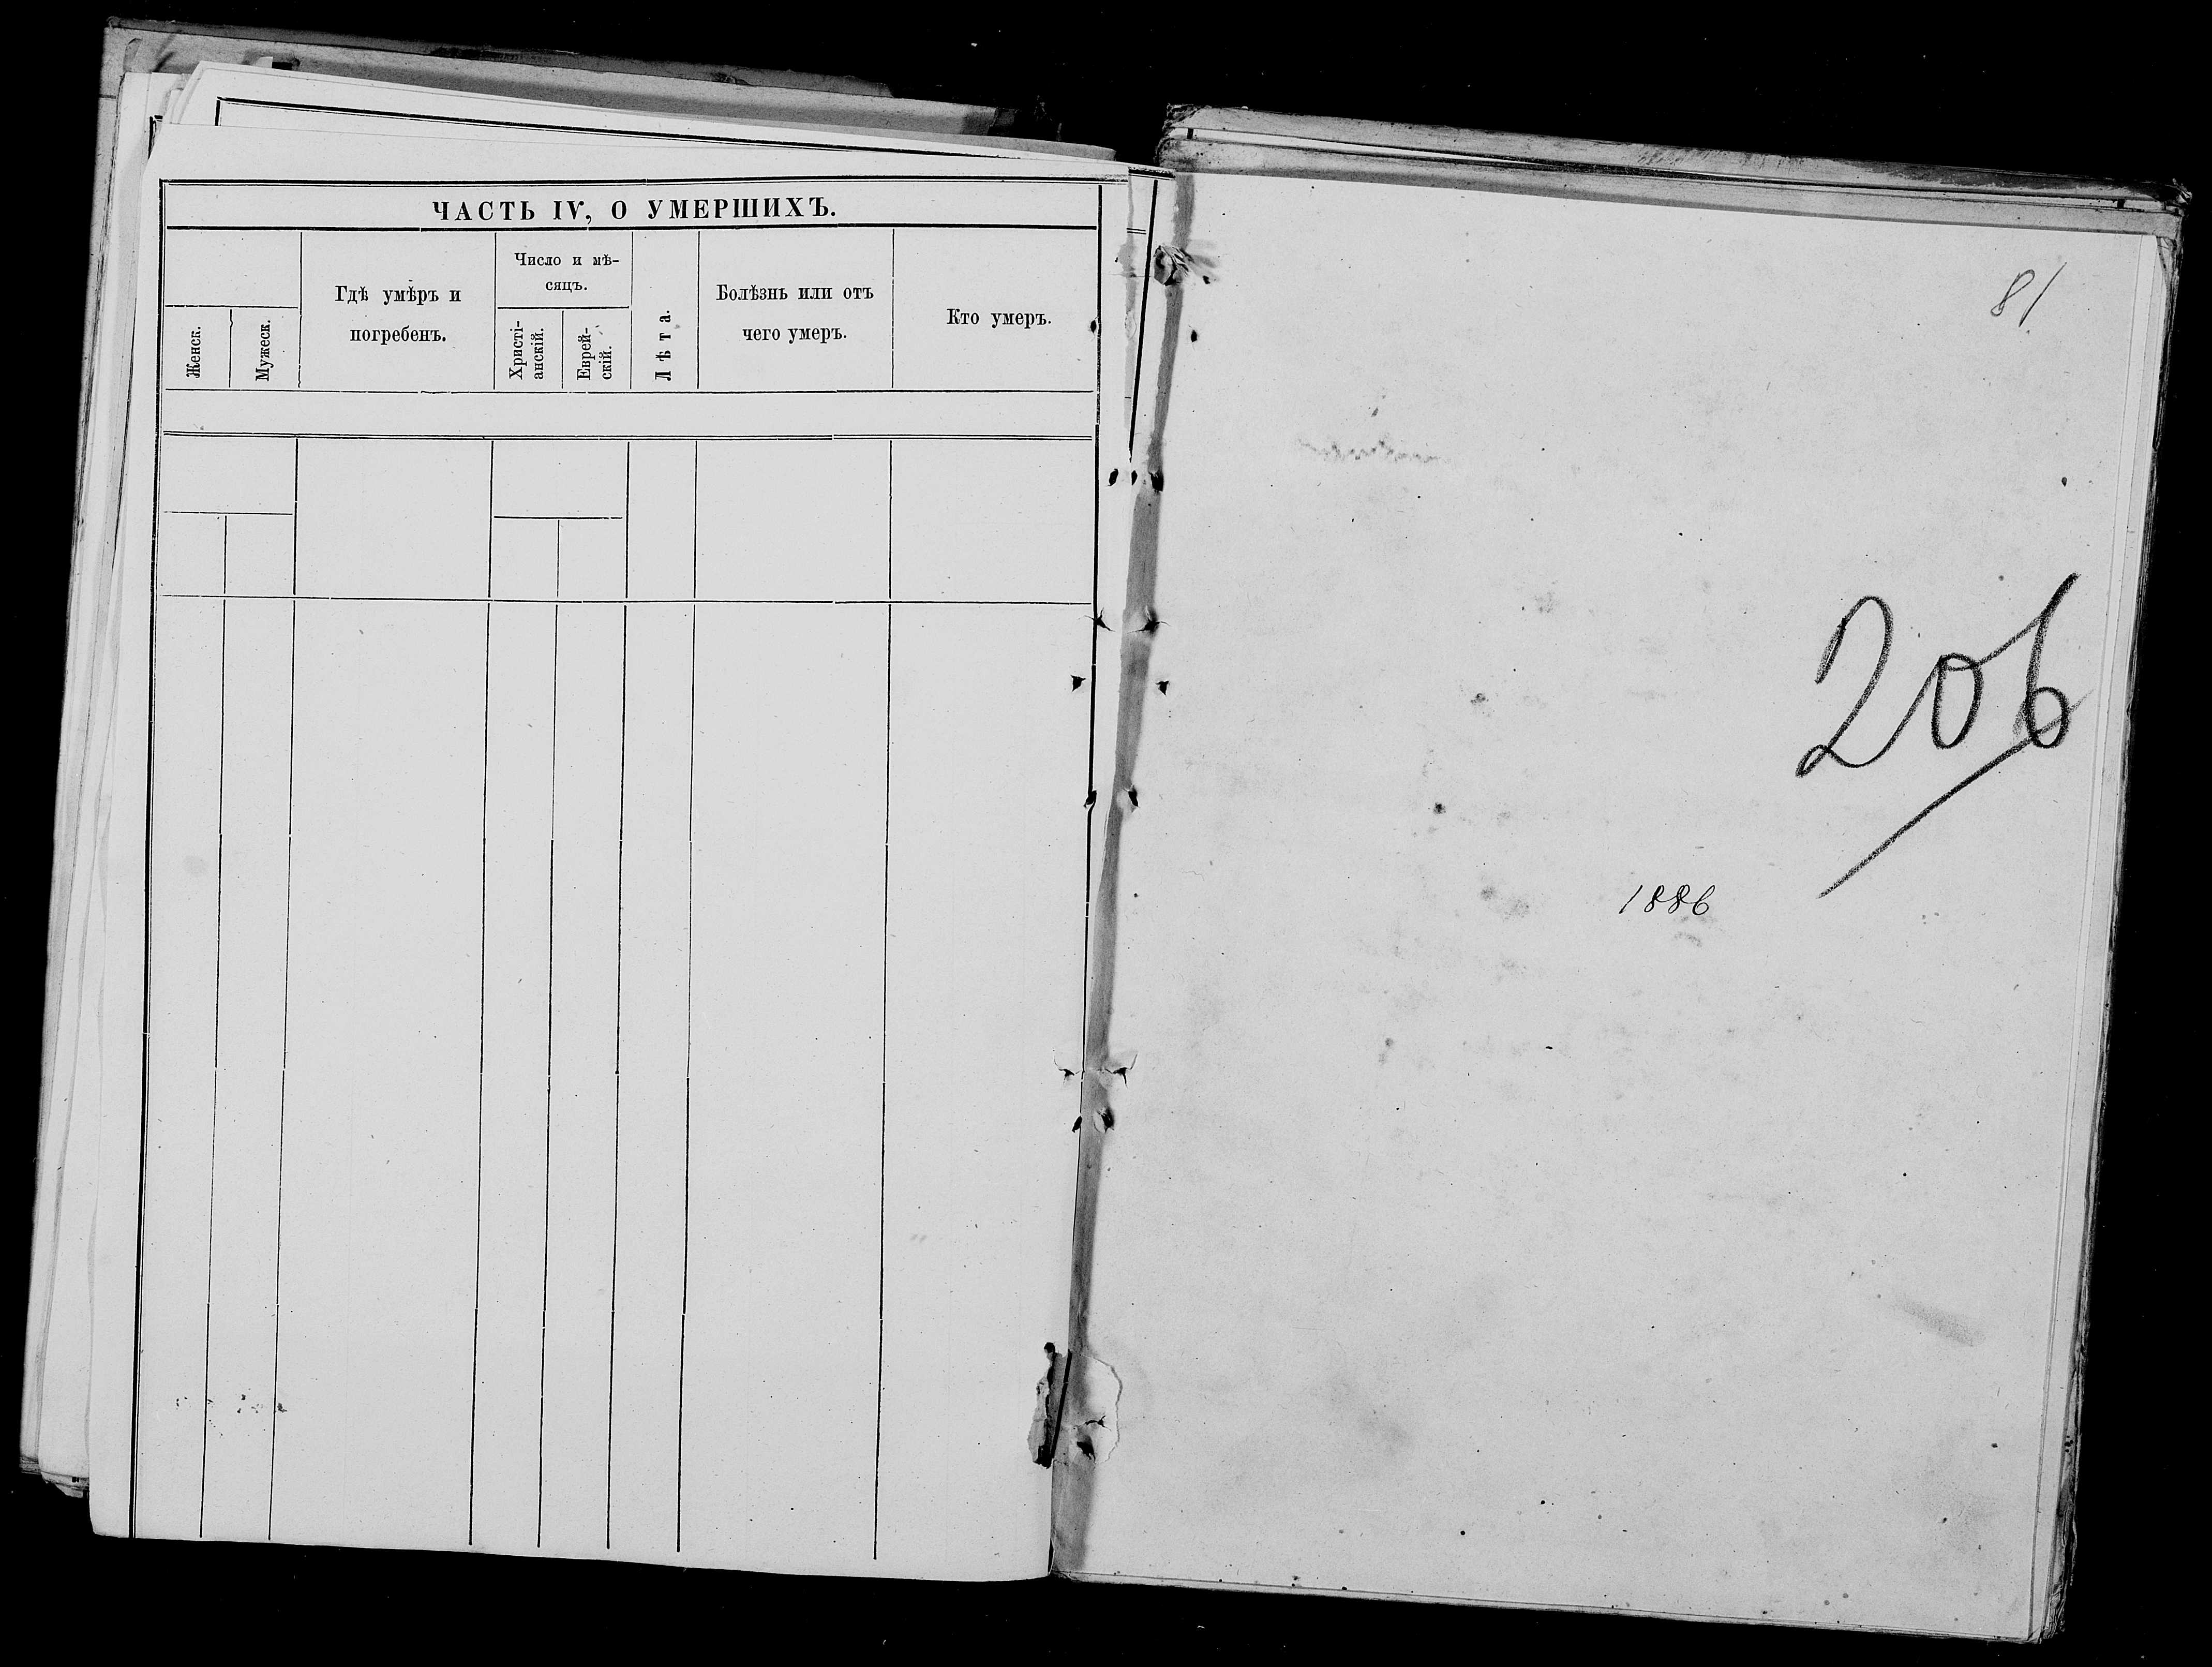 ЧАСТЬ IV, О УМЕРШИХЪ.
Женск.
Мужеск.
Гдѣ умѣръ и
погребенъ.
Число и мѣ-
сяцъ.
Христі-
анскій.
Еврей-
скій.
Лѣта.
Болѣзнь или отъ
чего умеръ.
Кто умеръ.
81
206
1886